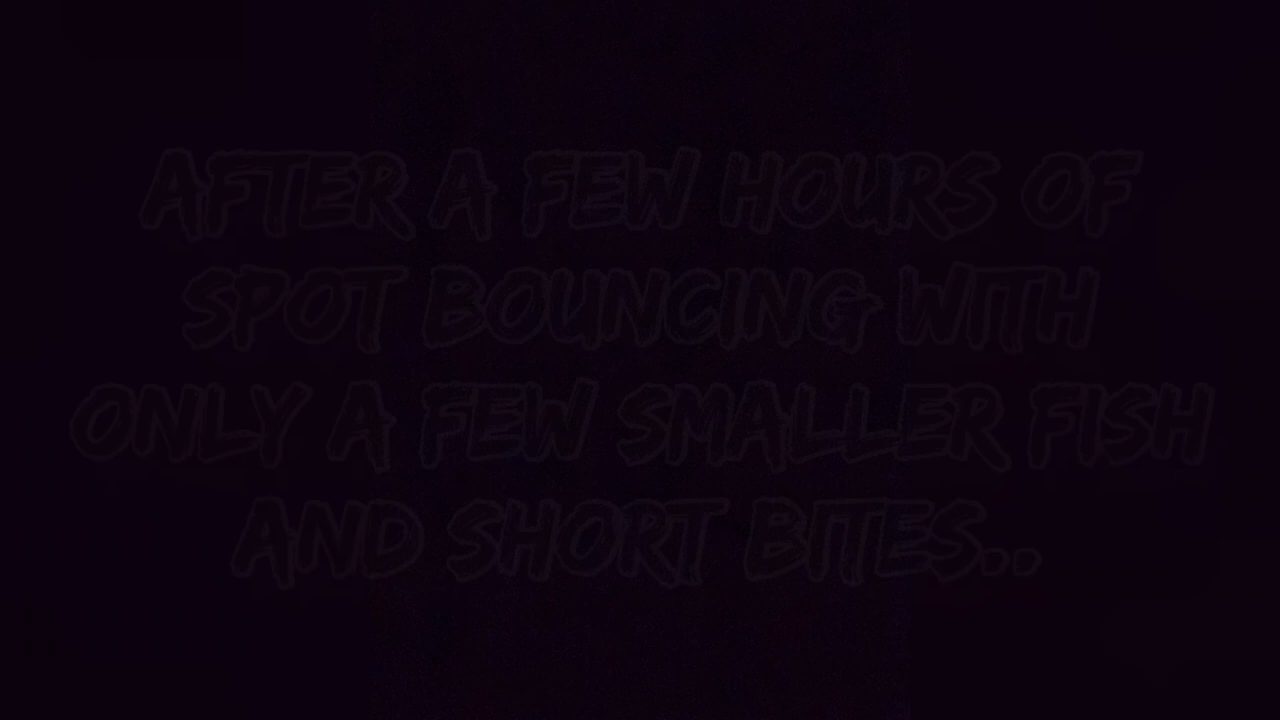 AFTER A FEW HOURS OF
SPOT BOUNCING WITH
ONLY A FEW SMALLER FISH
AND SHORT BITES..